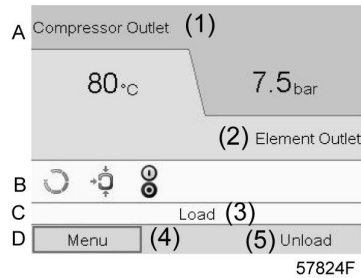 A Compressor Outlet (1)
80°C 7.5bar
(2) Element Outlet
B
C Load (3)
D Menu (4) (5) Unload
57824F